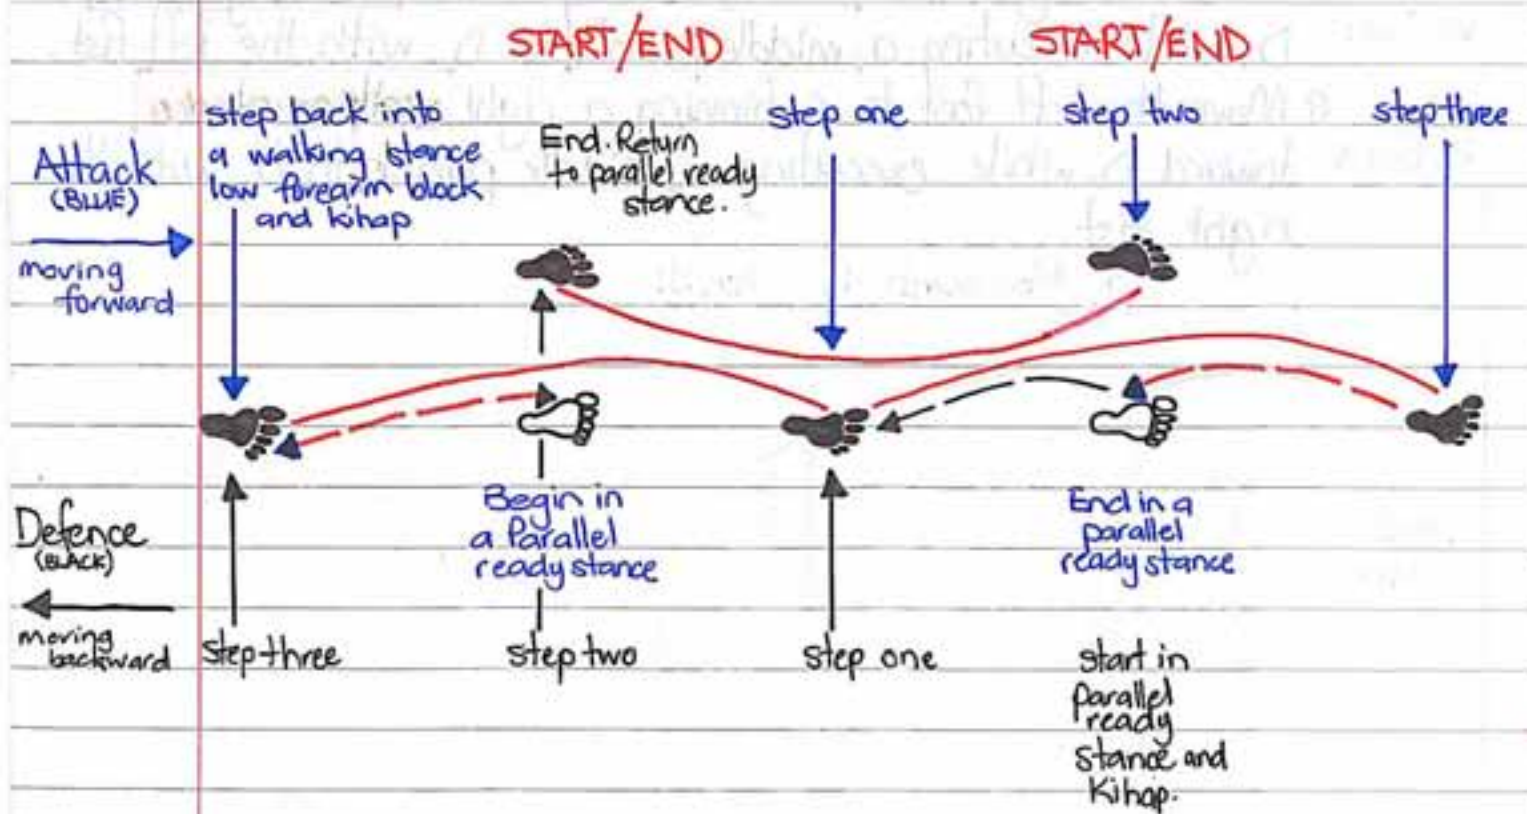 START/END
START/END
Attack
(BLUE)
moving
forward
step back into
a walking stance
low forearm block
and kihap
End. Return
to parallel ready
stance.
step one
step two
step three
Begin in
a Parallel
ready stance
End in a
parallel
ready stance
Defence
(BLACK)
moving
backward
step three
step two
step one
start in
parallel
ready
stance and
Kihap.